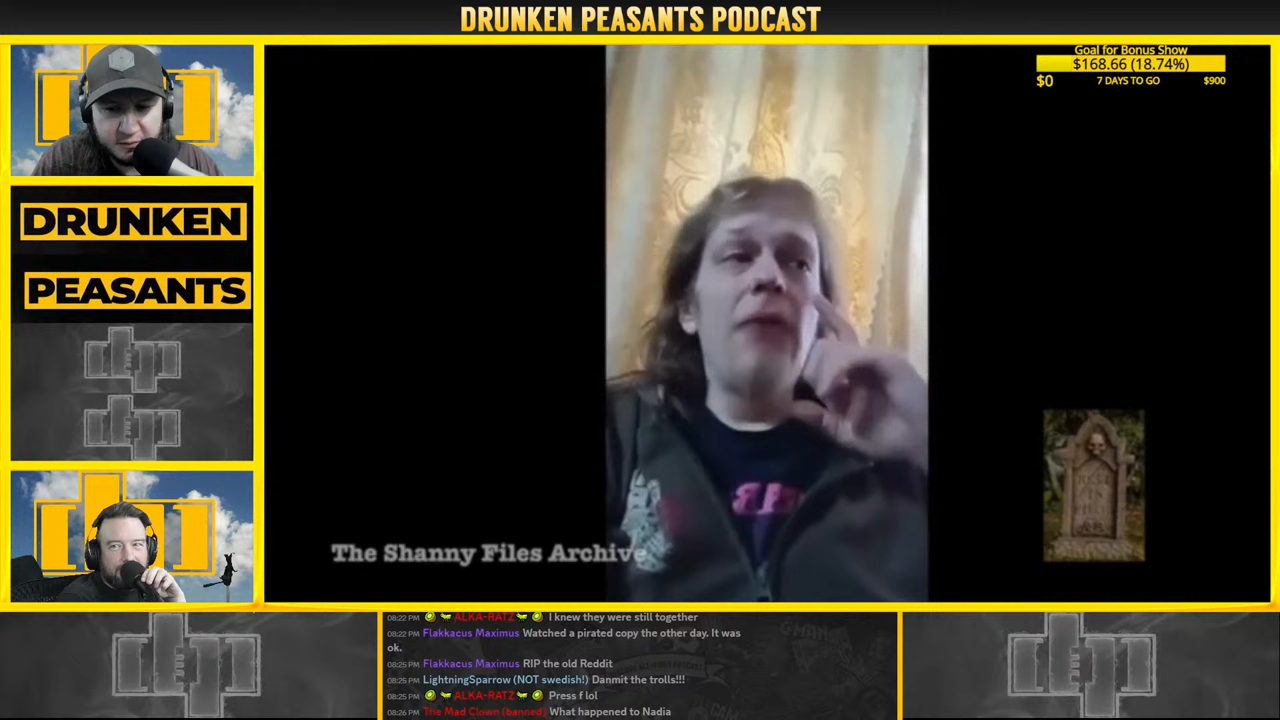 DRUNKEN PEASANTS PODCAST
Goal for Bonus Show
$168.66 (18.74%)
$0
7 DAYS TO GO
$900
DRUNKEN
PEASANTS
The Shanny Files Archive
08:22 PM ALKA-RATZ I knew they were still together
08:22 PM Flakkacus Maximus Watched a pirated copy the other day. It was
ok.
08:25 PM Flakkacus Maximus RIP the old Reddit
08:25 PM LightningSparrow (NOT swedish!) Danmit the trolls!!!
08:25 PM ALKA-RATZ Press f lol
08:26 PM The Mad Clown (banned) What happened to Nadia